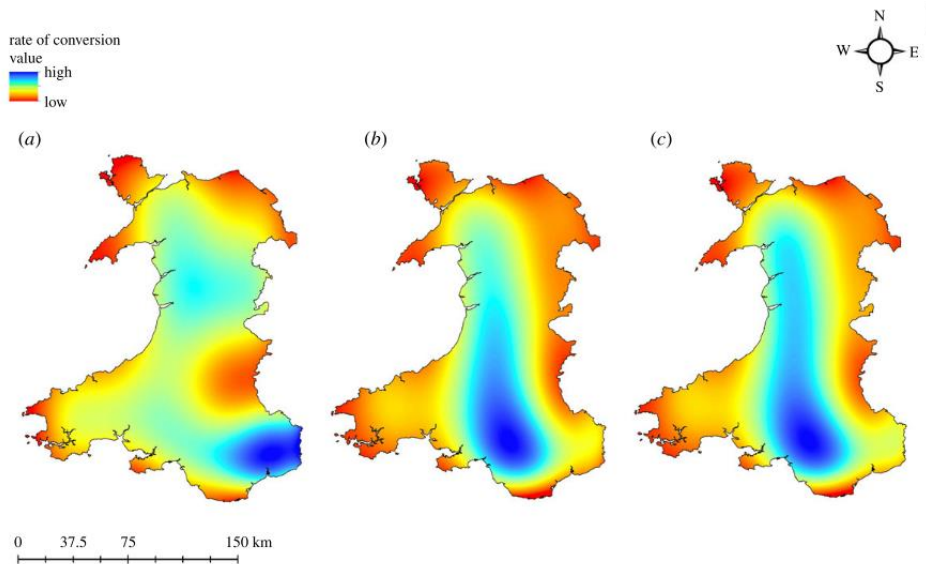 rate of conversion
value
high
low
N
W E
S
(a) (b) (c)
0 37.5 75 150 km